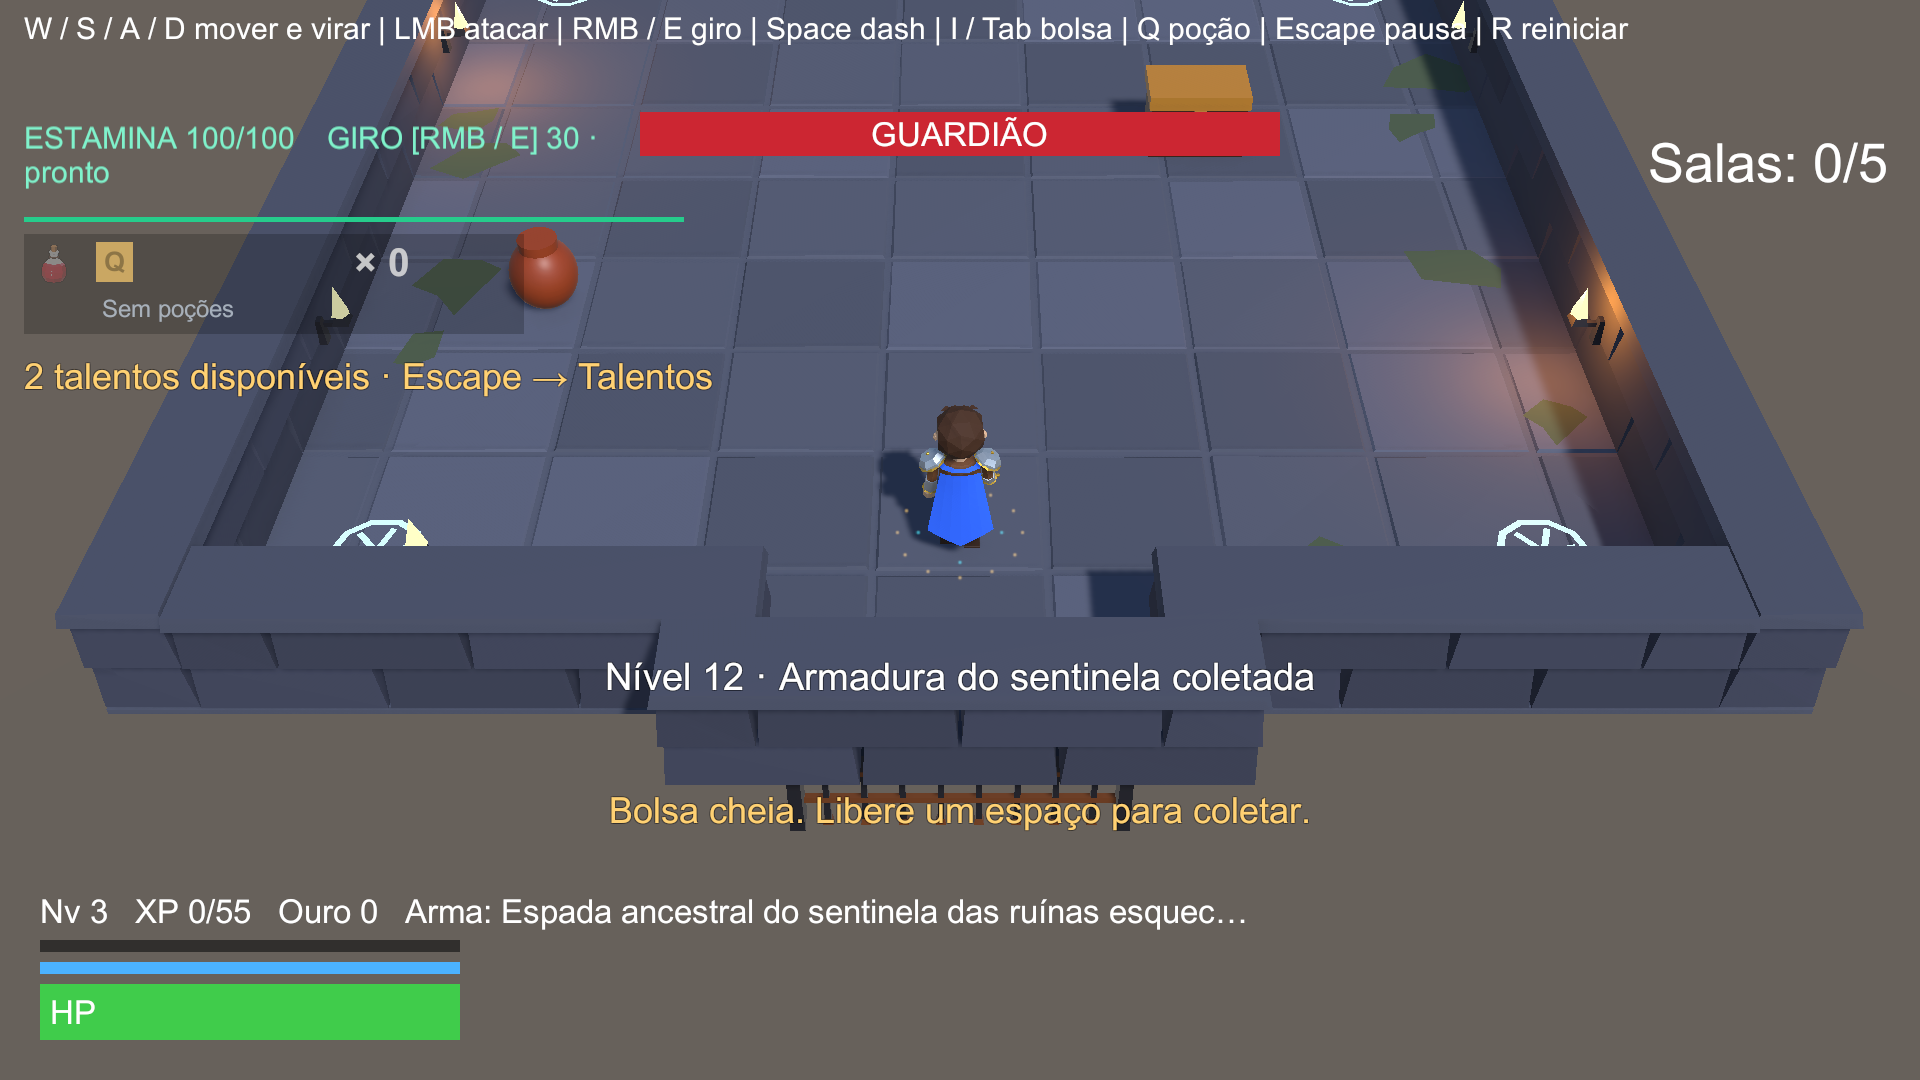 W / S / A / D mover e virar | LMB atacar | RMB / E giro | Space dash | I / Tab bolsa | Q poção | Escape pausa | R reiniciar
ESTAMINA 100/100 GIRO [RMB / E] 30 ·
pronto
GUARDIÃO
Salas: 0/5
Q
× 0
Sem poções
2 talentos disponíveis · Escape → Talentos
Nível 12 · Armadura do sentinela coletada
Bolsa cheia. Libere um espaço para coletar.
Nv 3 XP 0/55 Ouro 0 Arma: Espada ancestral do sentinela das ruínas esquec…
HP